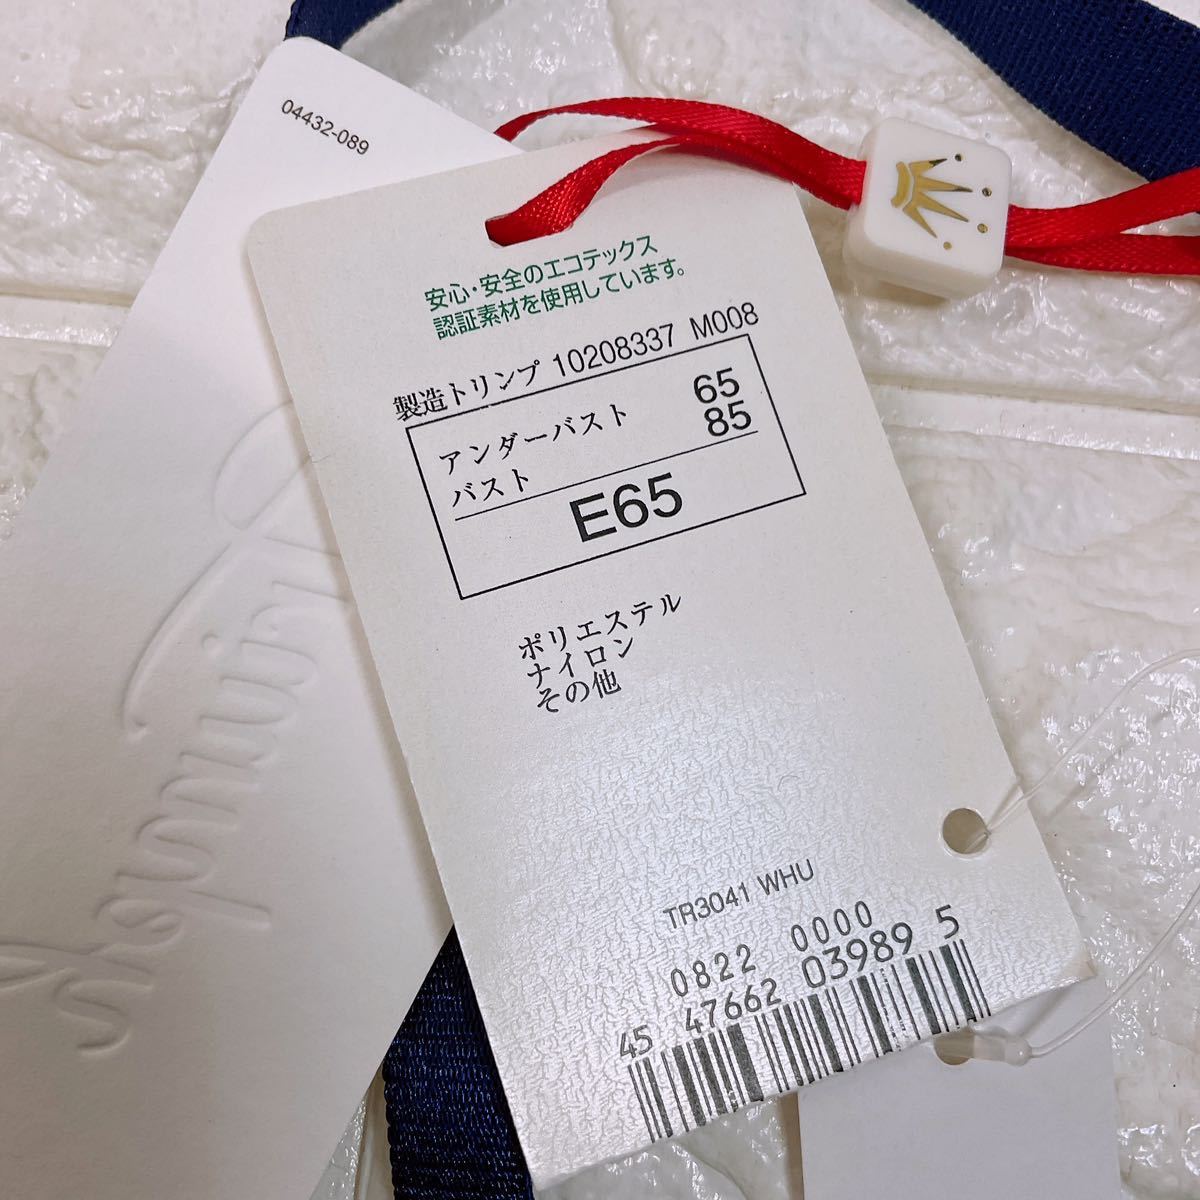 04432-089
Triumph
安心・安全のエコテックス
認証素材を使用しています。
製造トリンプ 10208337 M008
アンダーバスト 65
バスト 85
E65
ポリエステル
ナイロン
その他
TR3041 WHU
0822 0000
45 47662 03989 5